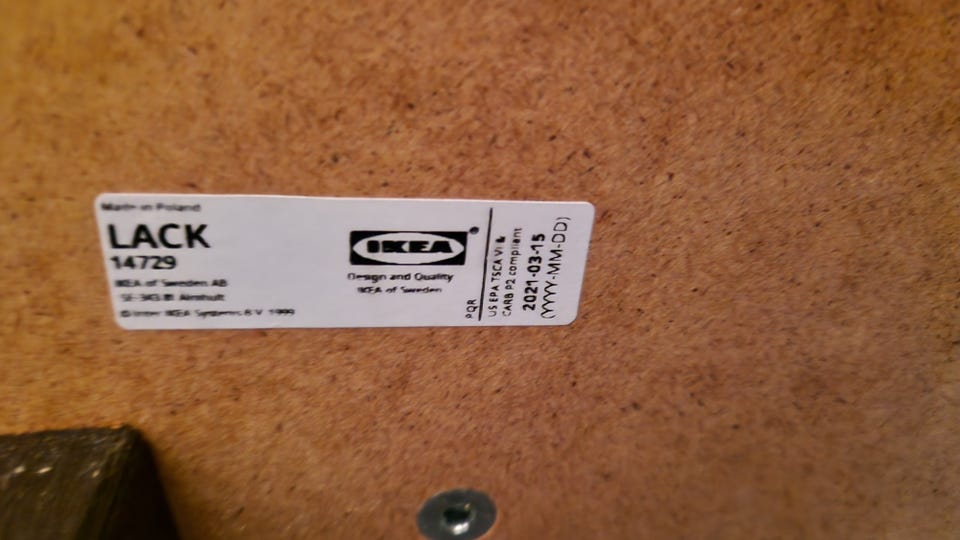 Made in Poland
LACK
14729
IKEA of Sweden AB
SE-343 81 Älmhult
© Inter IKEA Systems B.V. 1999
IKEA
Design and Quality
IKEA of Sweden
PQR
US EPA TSCA VI &
CARB P2 compliant
2021-03-15
(YYYY-MM-DD)